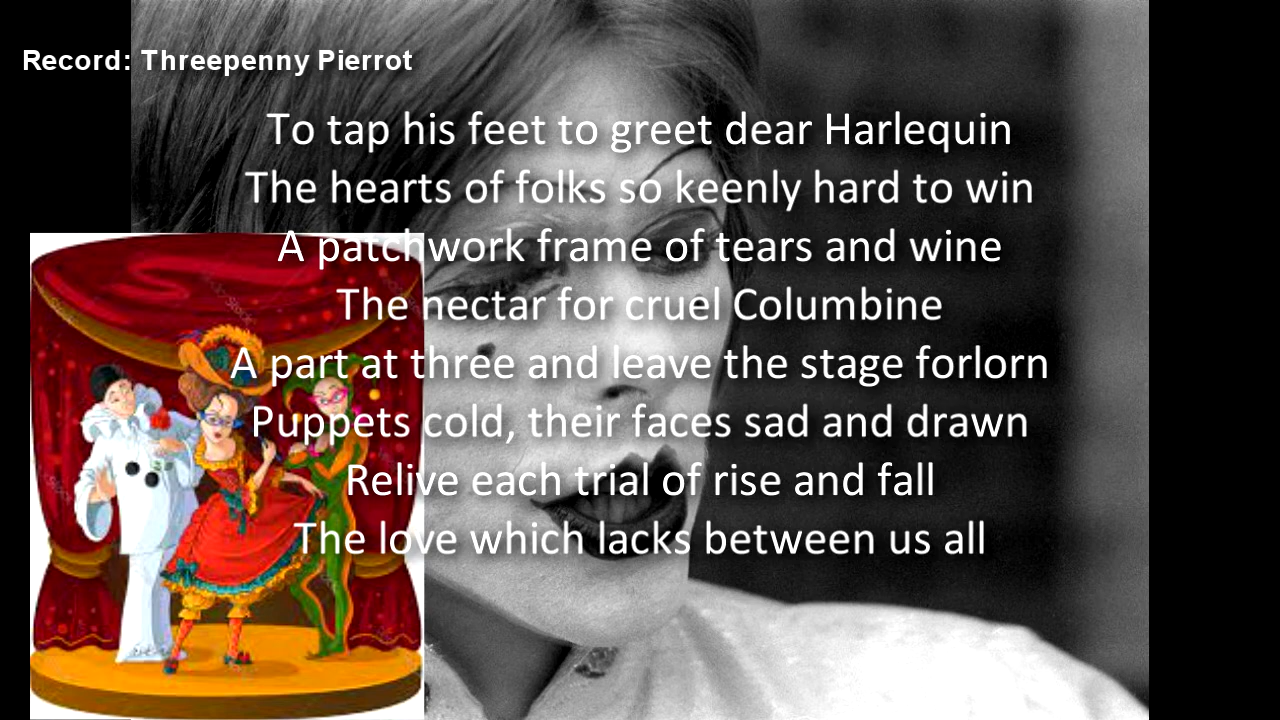 Record: Threepenny Pierrot
To tap his feet to greet dear Harlequin
The hearts of folks so keenly hard to win
A patchwork frame of tears and wine
The nectar for cruel Columbine
A part at three and leave the stage forlorn
Puppets cold, their faces sad and drawn
Relive each trial of rise and fall
The love which lacks between us all